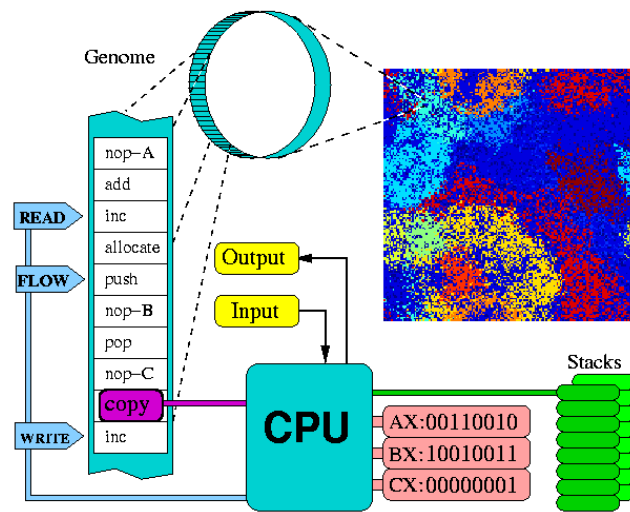 Genome
nop-A
add
READ
inc
allocate
Output
FLOW
push
nop-B
Input
pop
nop-C
Stacks
copy
CPU
AX:00110010
WRITE
inc
BX:10010011
CX:00000001